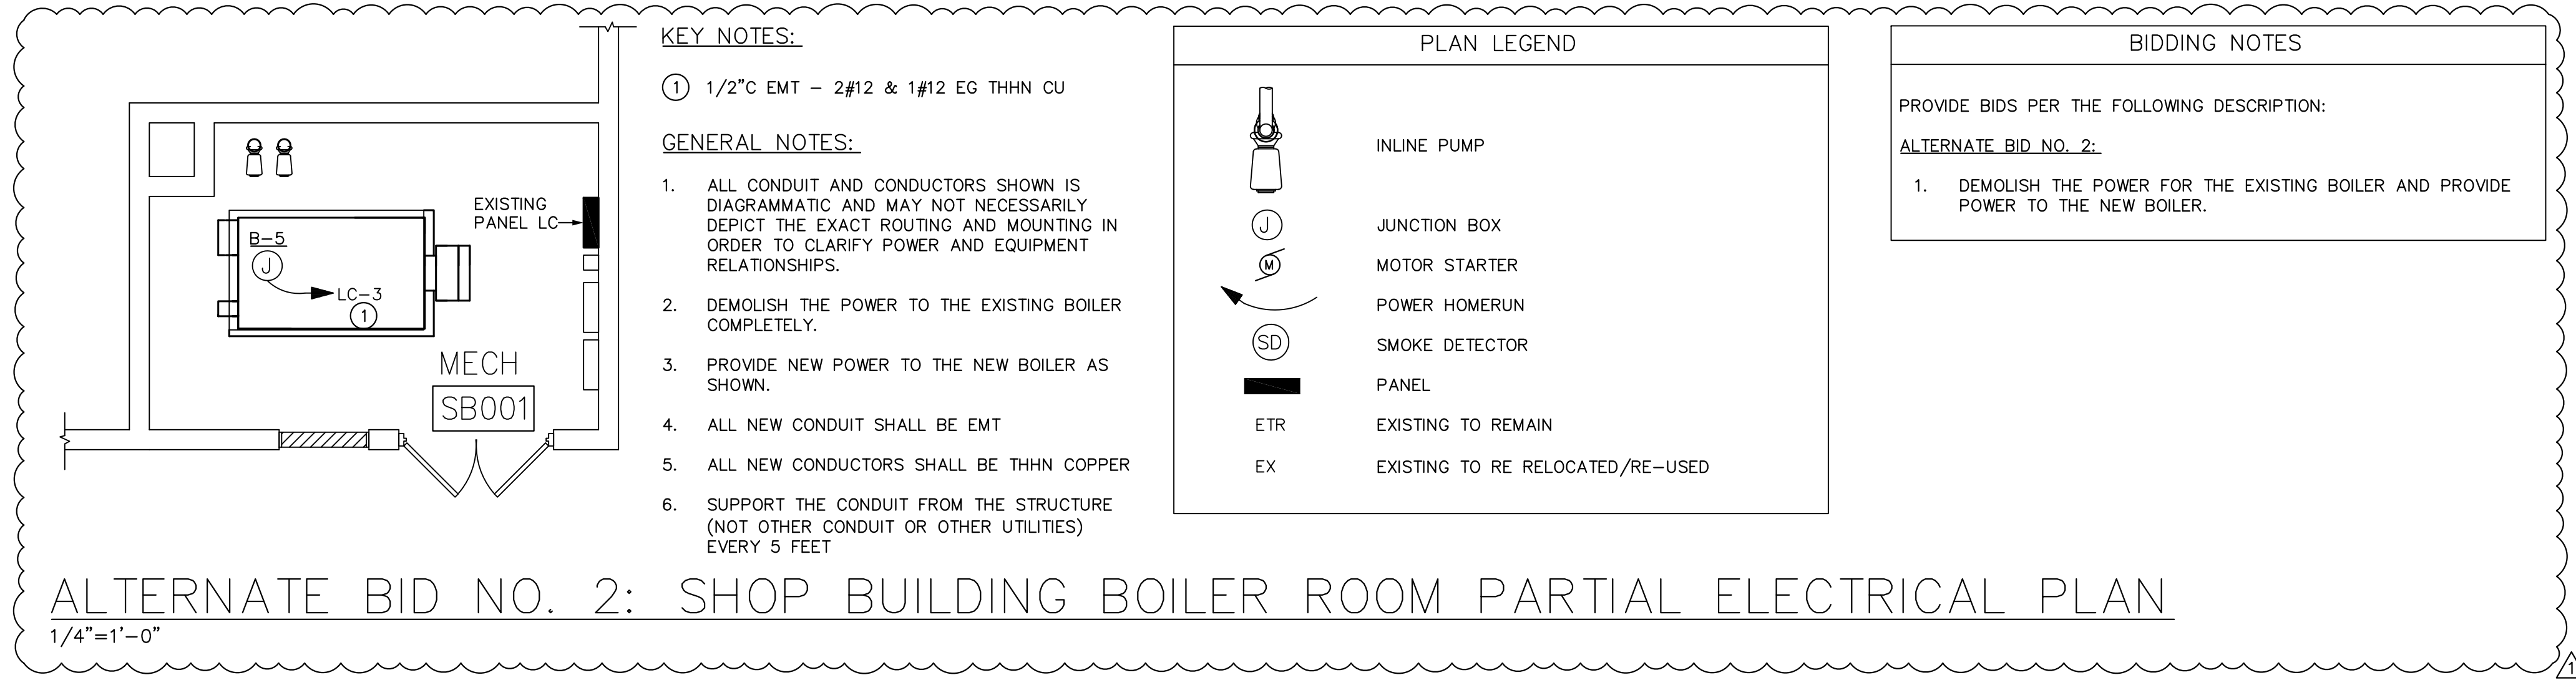 EXISTING
PANEL LC
B-5
J
LC-3
1
MECH
SB001
KEY NOTES:
1 1/2"C EMT – 2#12 & 1#12 EG THHN CU
GENERAL NOTES:
1. ALL CONDUIT AND CONDUCTORS SHOWN IS
DIAGRAMMATIC AND MAY NOT NECESSARILY
DEPICT THE EXACT ROUTING AND MOUNTING IN
ORDER TO CLARIFY POWER AND EQUIPMENT
RELATIONSHIPS.
2. DEMOLISH THE POWER TO THE EXISTING BOILER
COMPLETELY.
3. PROVIDE NEW POWER TO THE NEW BOILER AS
SHOWN.
4. ALL NEW CONDUIT SHALL BE EMT
5. ALL NEW CONDUCTORS SHALL BE THHN COPPER
6. SUPPORT THE CONDUIT FROM THE STRUCTURE
(NOT OTHER CONDUIT OR OTHER UTILITIES)
EVERY 5 FEET
PLAN LEGEND
INLINE PUMP
J JUNCTION BOX
M MOTOR STARTER
POWER HOMERUN
SD SMOKE DETECTOR
PANEL
ETR EXISTING TO REMAIN
EX EXISTING TO RE RELOCATED/RE-USED
BIDDING NOTES
PROVIDE BIDS PER THE FOLLOWING DESCRIPTION:
ALTERNATE BID NO. 2:
1. DEMOLISH THE POWER FOR THE EXISTING BOILER AND PROVIDE
POWER TO THE NEW BOILER.
ALTERNATE BID NO. 2: SHOP BUILDING BOILER ROOM PARTIAL ELECTRICAL PLAN
1/4"=1'-0"
1